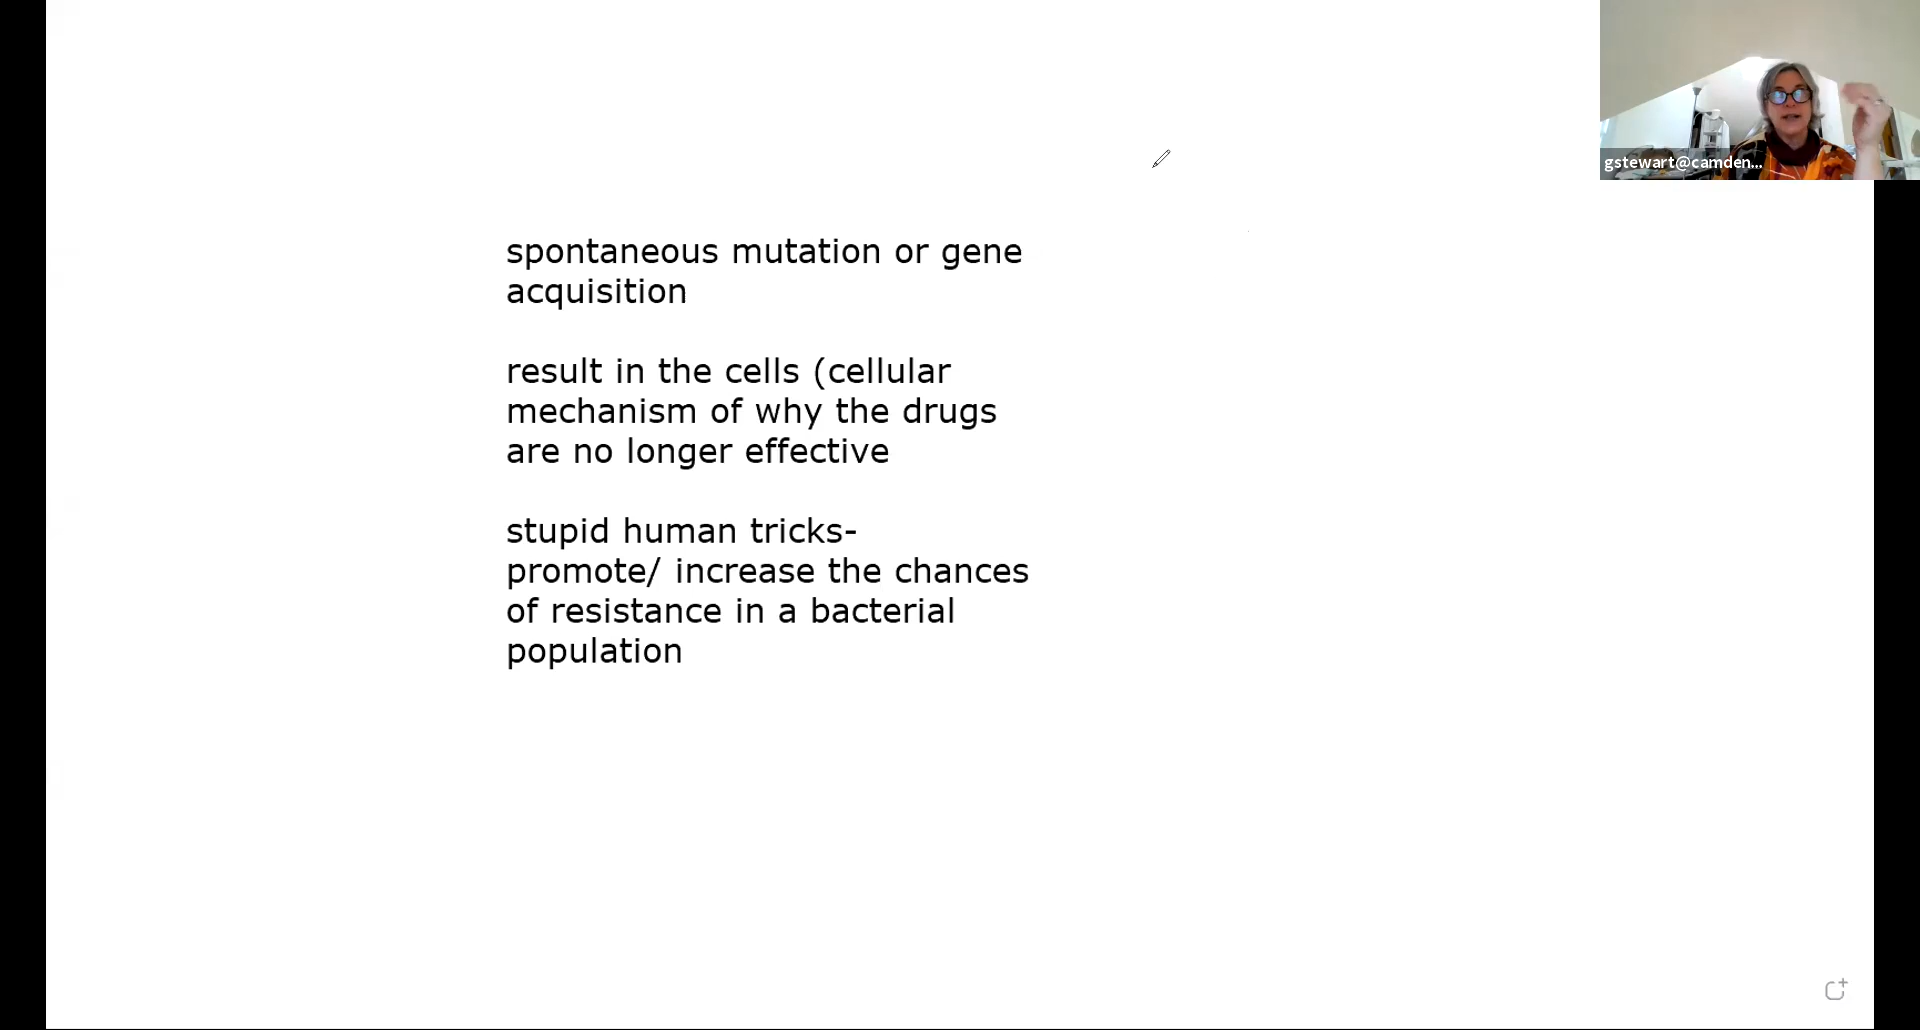 gstewart@camden...
spontaneous mutation or gene
acquisition
result in the cells (cellular
mechanism of why the drugs
are no longer effective
stupid human tricks-
promote/ increase the chances
of resistance in a bacterial
population